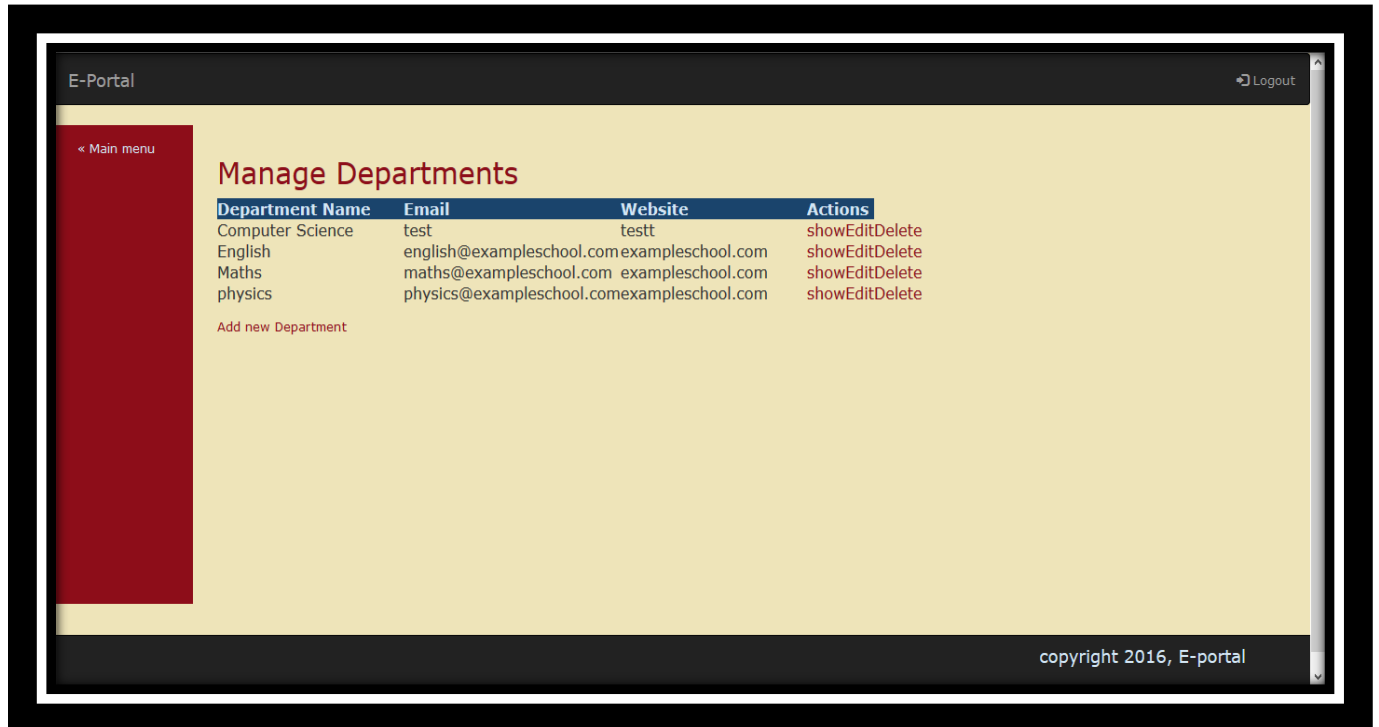 E-Portal
Logout
« Main menu
Manage Departments
Department Name Email Website Actions
Computer Science test testt showEditDelete
English english@exampleschool.com exampleschool.com showEditDelete
Maths maths@exampleschool.com exampleschool.com showEditDelete
physics physics@exampleschool.com exampleschool.com showEditDelete
Add new Department
copyright 2016, E-portal